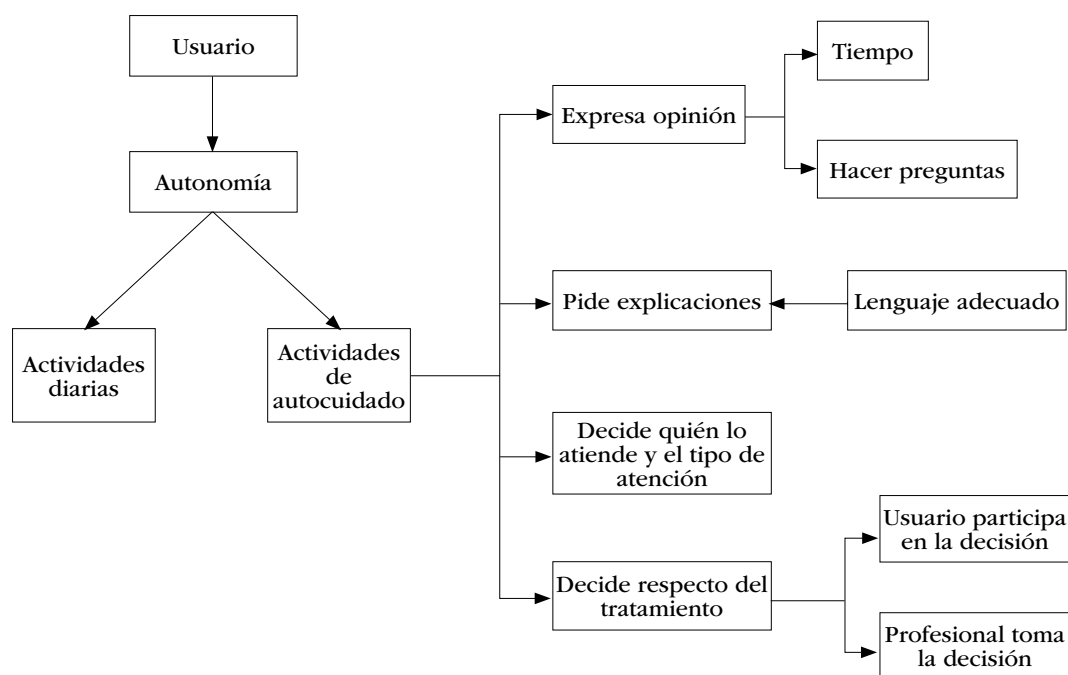 Usuario
Autonomía
Actividades
diarias
Actividades
de
autocuidado
Expresa opinión
Tiempo
Hacer preguntas
Pide explicaciones
Lenguaje adecuado
Decide quién lo
atiende y el tipo de
atención
Decide respecto del
tratamiento
Usuario participa
en la decisión
Profesional toma
la decisión